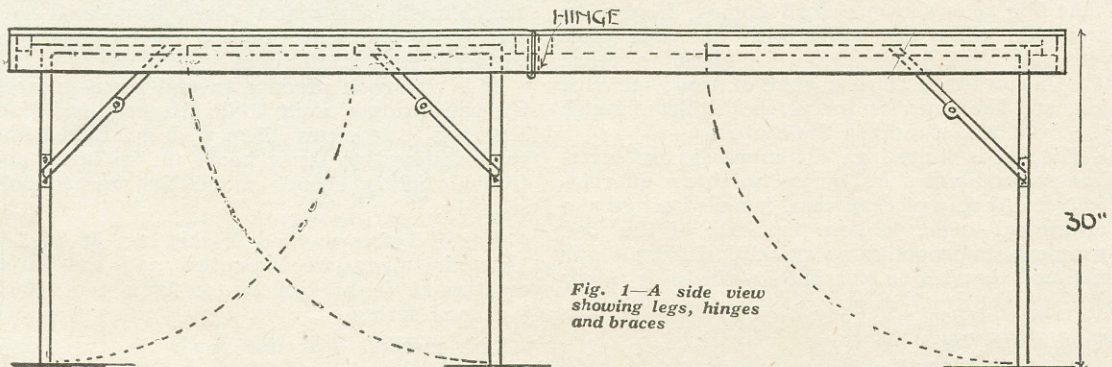 HINGE
30"
Fig. 1—A side view
showing legs, hinges
and braces